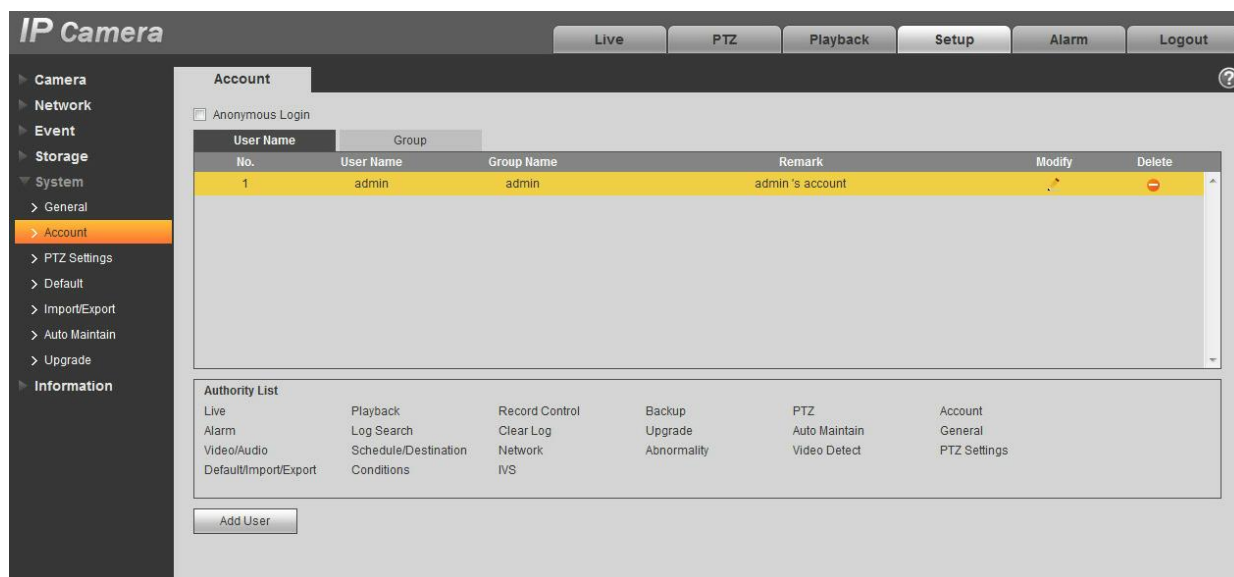 IP Camera
Live PTZ Playback Setup Alarm Logout
Camera
Network
Event
Storage
System
General
Account
PTZ Settings
Default
Import/Export
Auto Maintain
Upgrade
Information
Account
?
Anonymous Login
User Name Group
No. User Name Group Name Remark Modify Delete
1 admin admin admin 's account
Authority List
Live Playback Record Control Backup PTZ Account
Alarm Log Search Clear Log Upgrade Auto Maintain General
Video/Audio Schedule/Destination Network Abnormality Video Detect PTZ Settings
Default/Import/Export Conditions IVS
Add User